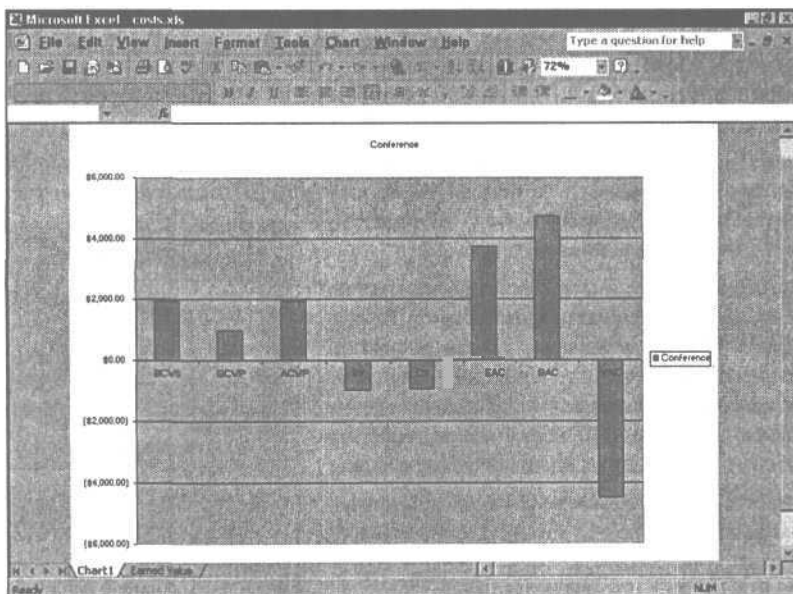 Microsoft Excel - costs.xls
File Edit View Insert Format Tools Chart Window Help
Type a question for help
72%
fx
Conference
$6,000.00
$4,000.00
$2,000.00
$0.00
BCWS BCWP ACWP EAC BAC
($2,000.00)
($4,000.00)
($6,000.00)
Conference
Chart1 Earned Value
Ready
NUM